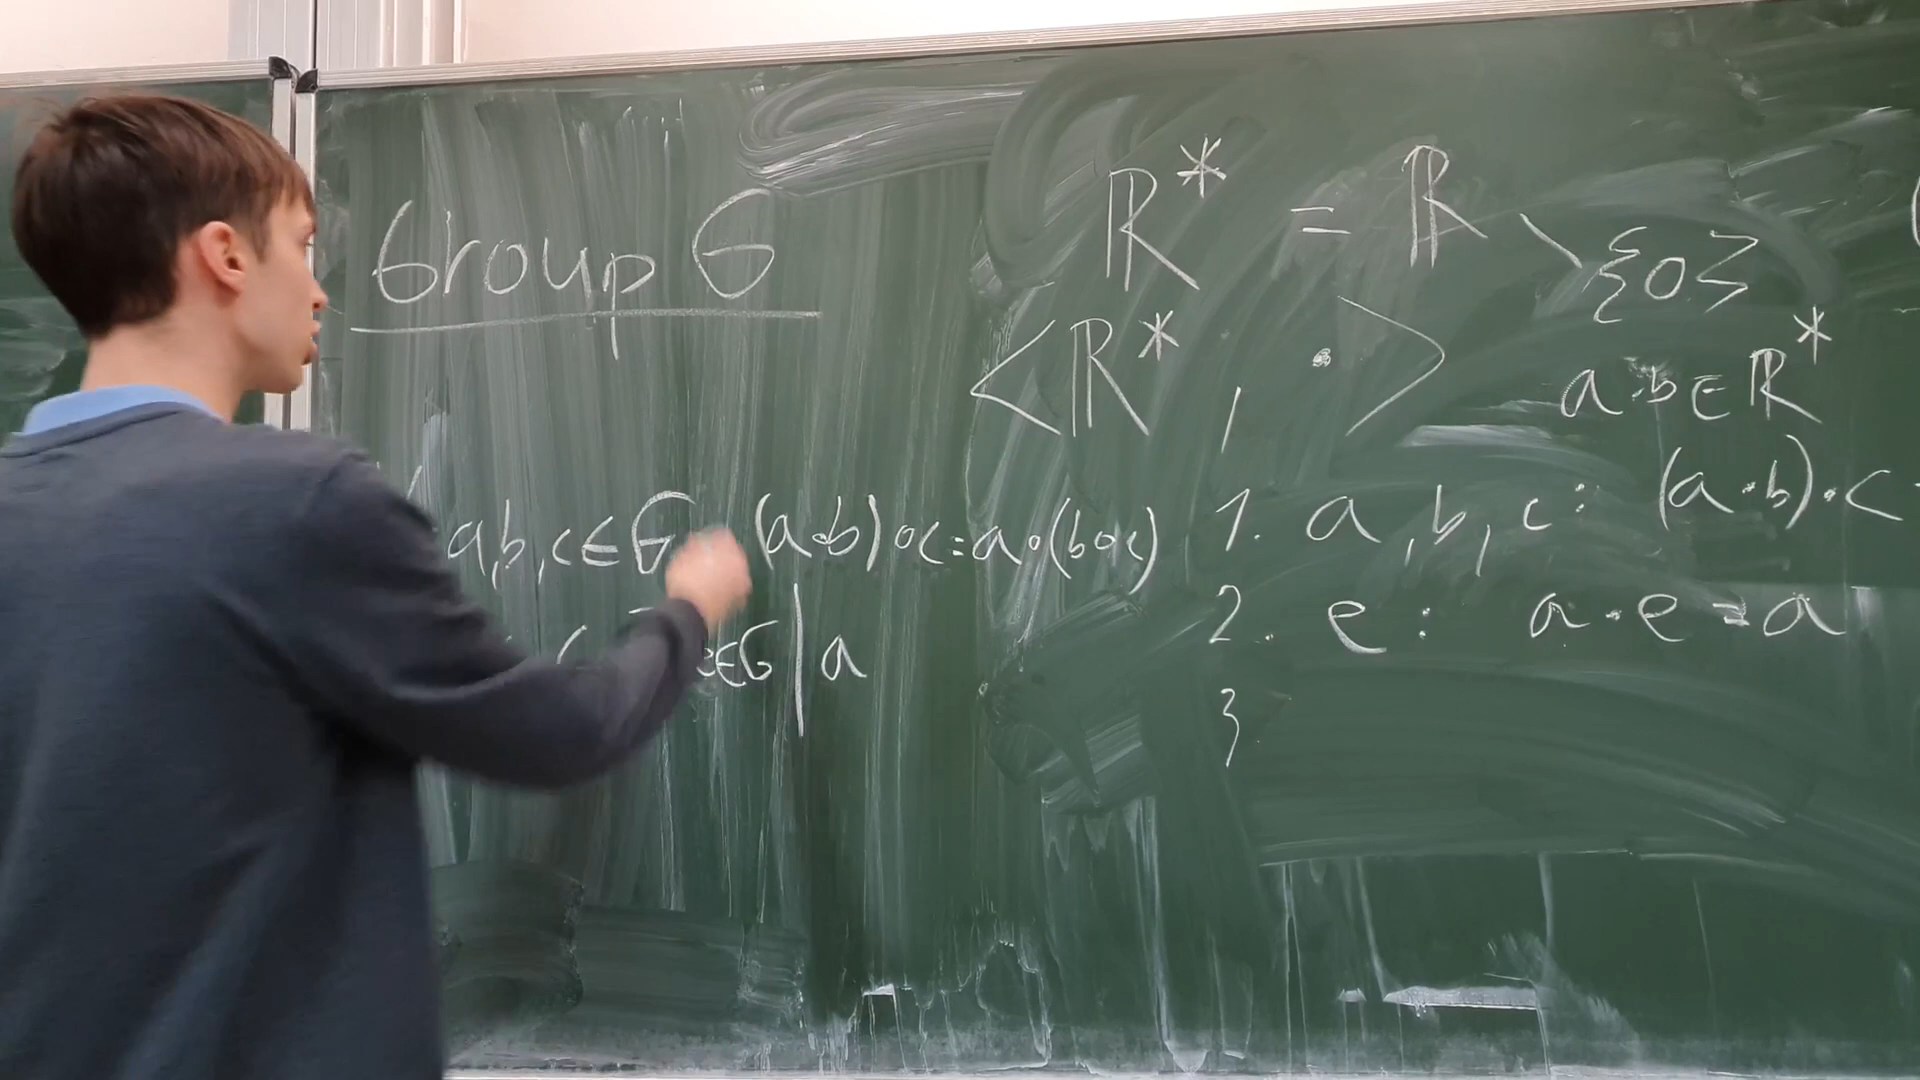 Group G
a,b,c∈G (a∘b)∘c=a∘(b∘c)
e∈G | a
ℝ* = ℝ \ {0}
<ℝ*, ·>
a·b∈ℝ*
1. a,b,c: (a·b)·c
2. e: a·e=a
3